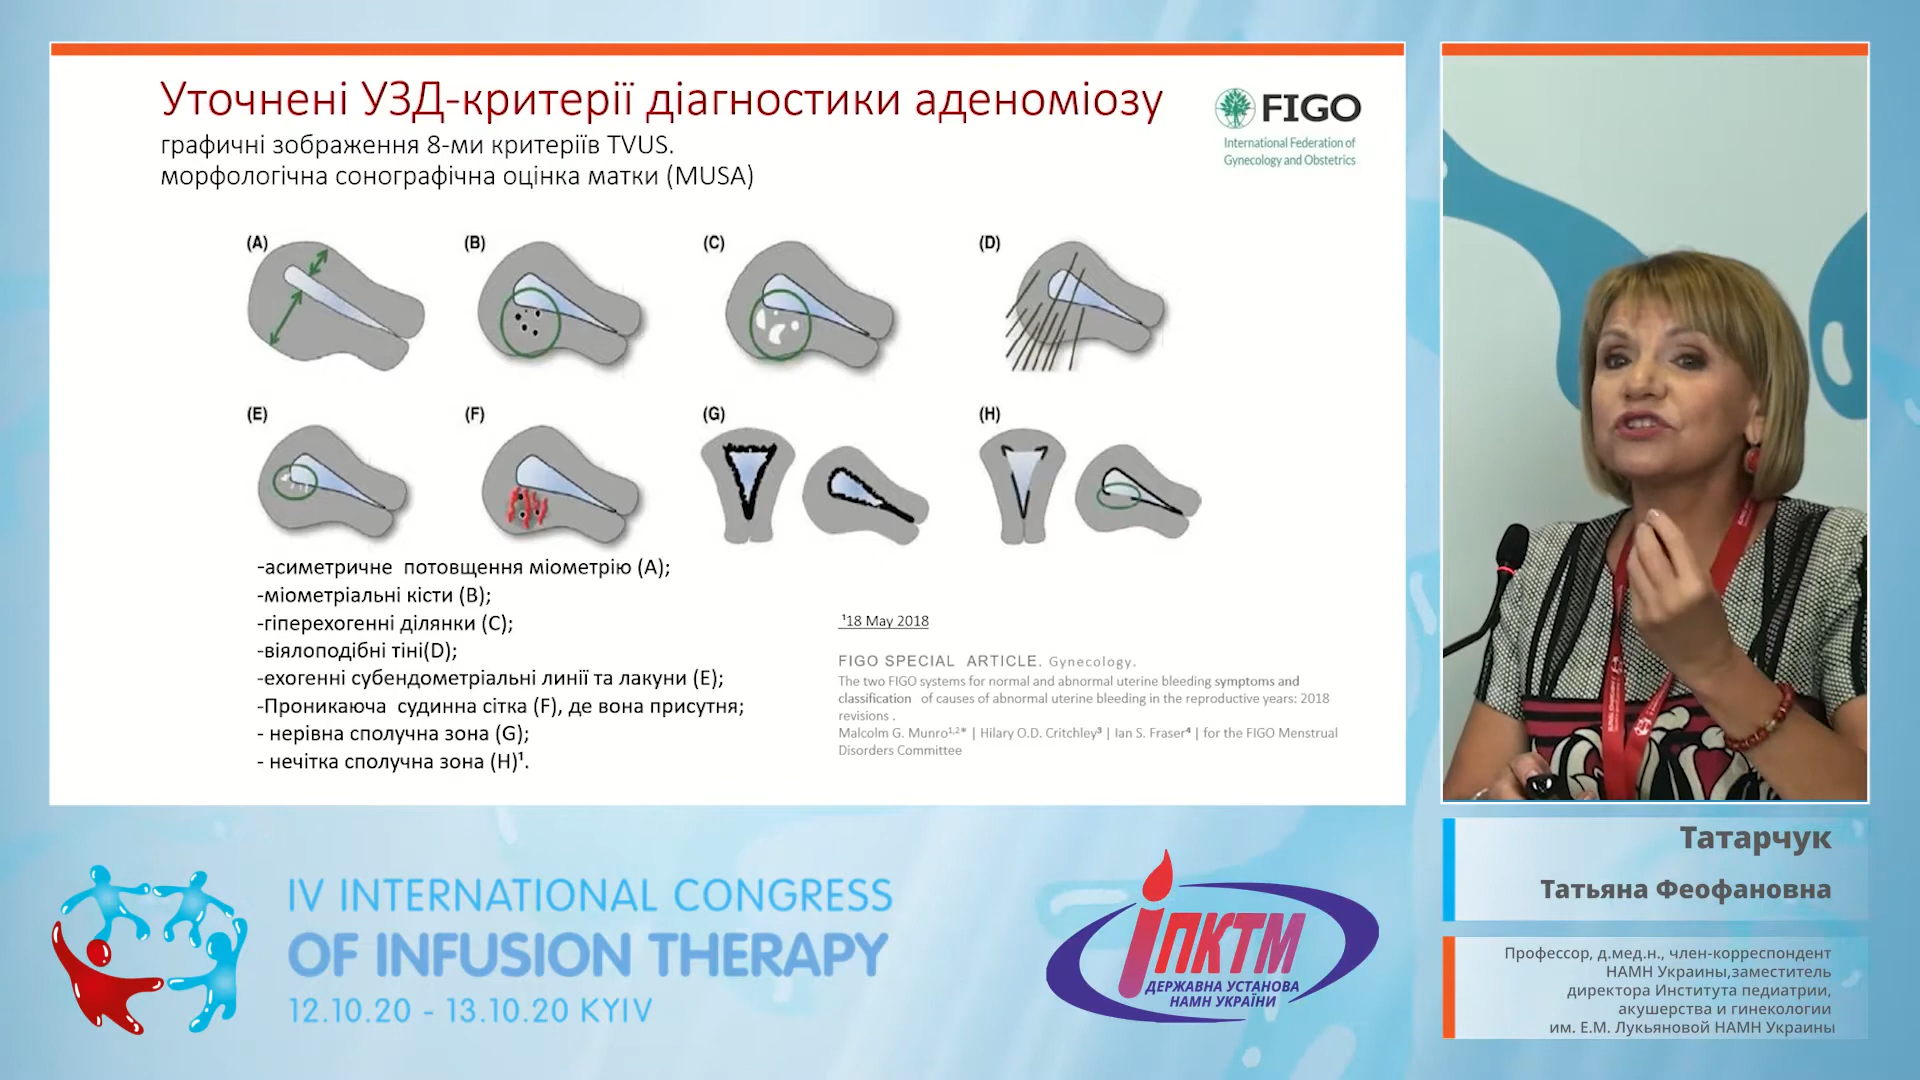 Уточнені УЗД-критерії діагностики аденоміозу
графичні зображення 8-ми критеріїв TVUS.
морфологічна сонографічна оцінка матки (MUSA)
FIGO
International Federation of
Gynecology and Obstetrics
(A) (B) (C) (D)
(E) (F) (G) (H)
-асиметричне потовщення міометрію (A);
-міометріальні кісти (B);
-гіперехогенні ділянки (C);
-віялоподібні тіні(D);
-ехогенні субендометріальні линії та лакуни (E);
-Проникаюча судинна сітка (F), де вона присутня;
- нерівна сполучна зона (G);
- нечітка сполучна зона (H)¹.
¹18 May 2018
FIGO SPECIAL ARTICLE. Gynecology.
The two FIGO systems for normal and abnormal uterine bleeding symptoms and
classification of causes of abnormal uterine bleeding in the reproductive years: 2018
revisions .
Malcolm G. Munro¹,²* | Hilary O.D. Critchley³ | Ian S. Fraser⁴ | for the FIGO Menstrual
Disorders Committee
Татарчук
Татьяна Феофановна
Профессор, д.мед.н., член-корреспондент
НАМН Украины,заместитель
директора Института педиатрии,
акушерства и гинекологии
им. Е.М. Лукьяновой НАМН Украины
IV INTERNATIONAL CONGRESS
OF INFUSION THERAPY
12.10.20 - 13.10.20 KYIV
іПКТМ
ДЕРЖАВНА УСТАНОВА
НАМН УКРАЇНИ